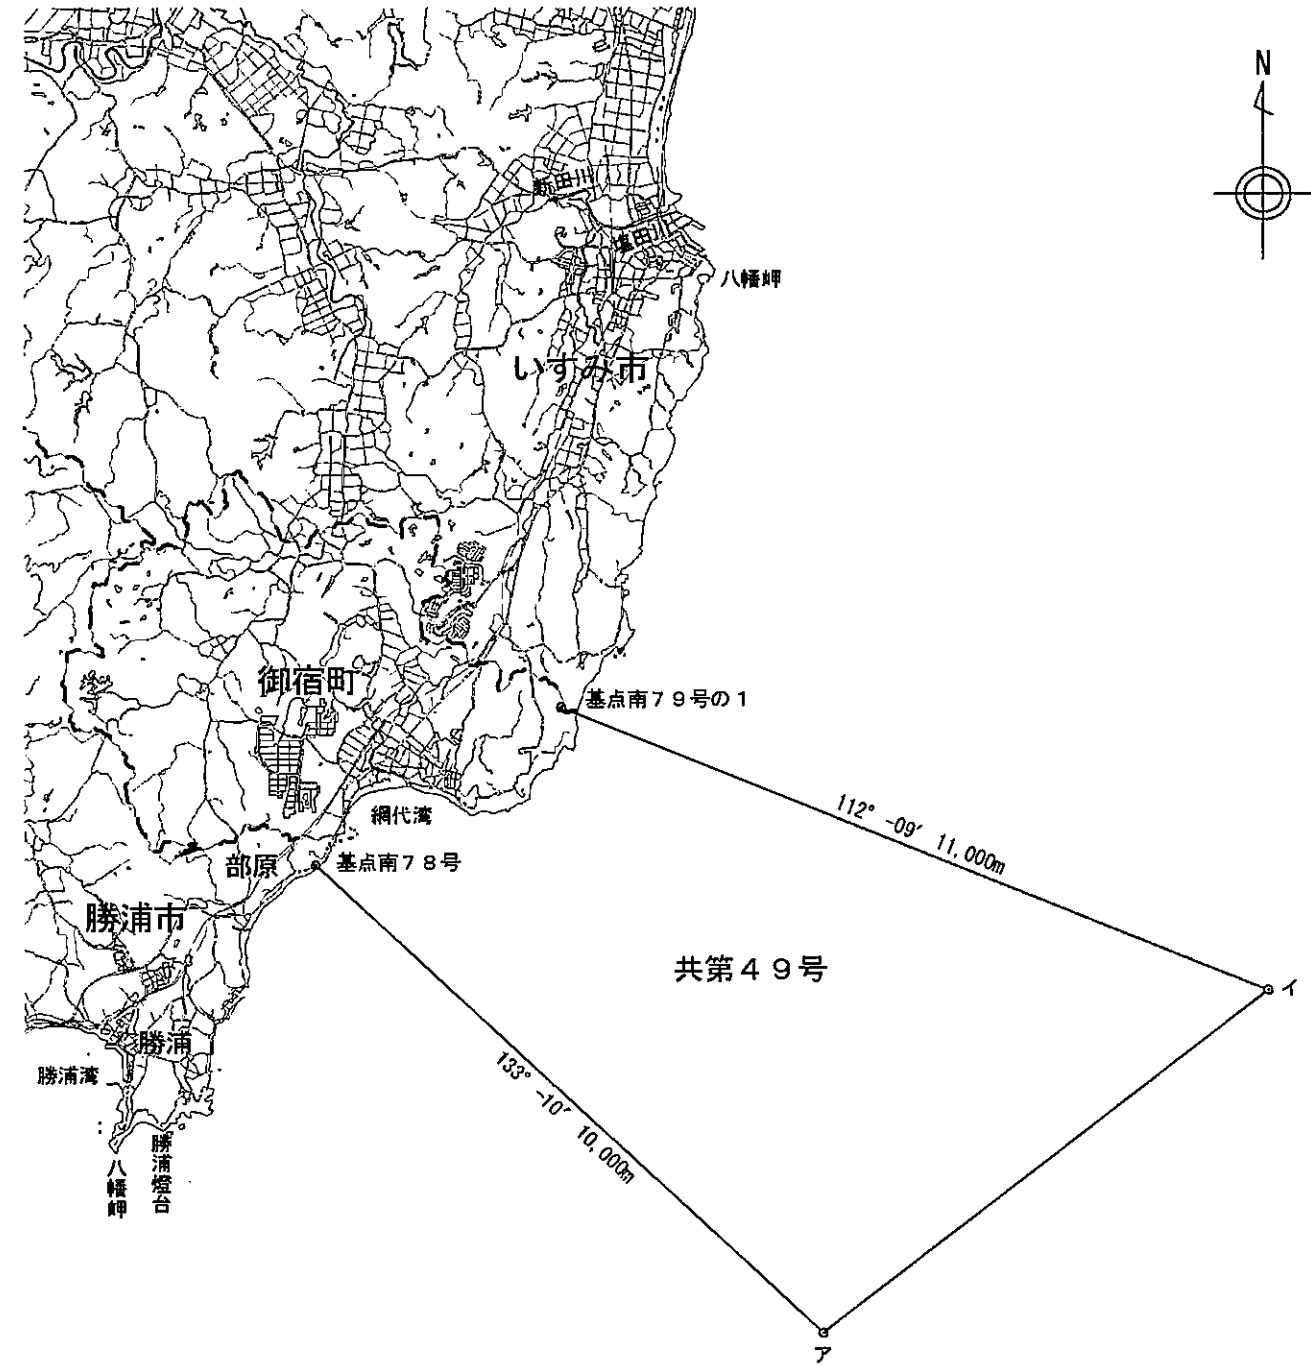 N
新田川
塩田川
八幡岬
いすみ市
御宿町
基点南79号の1
112°-09′ 11,000m
網代湾
部原
基点南78号
勝浦市
共第49号
イ
勝浦
133°-10′ 10,000m
勝浦湾
八幡岬
勝浦燈台
ア